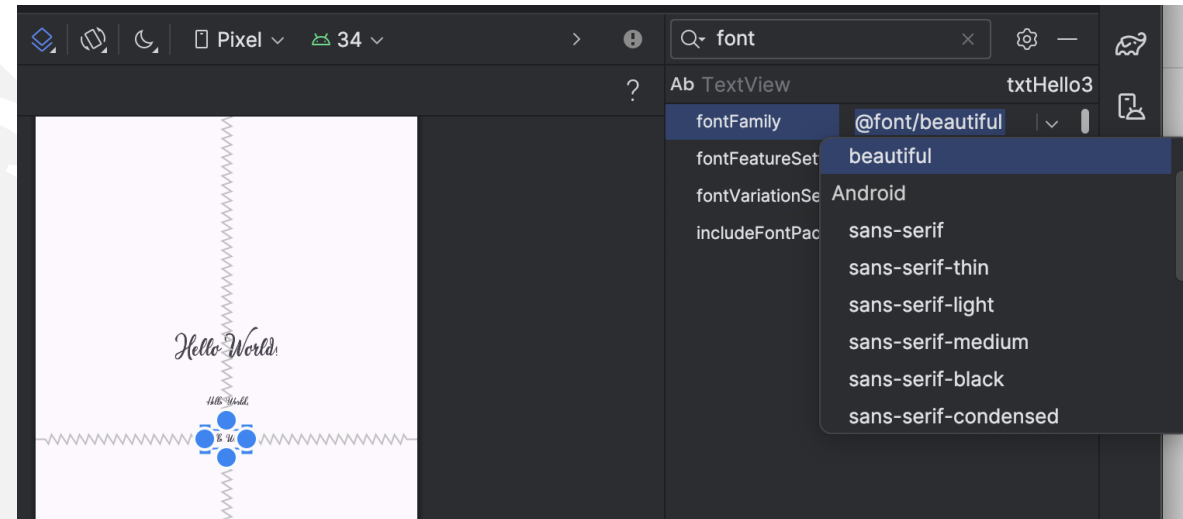 Pixel 34 font
? Ab TextView txtHello3
fontFamily @font/beautiful
fontFeatureSet beautiful
fontVariationSe Android
includeFontPad sans-serif
sans-serif-thin
sans-serif-light
sans-serif-medium
sans-serif-black
sans-serif-condensed
Hello World!
Hello World!